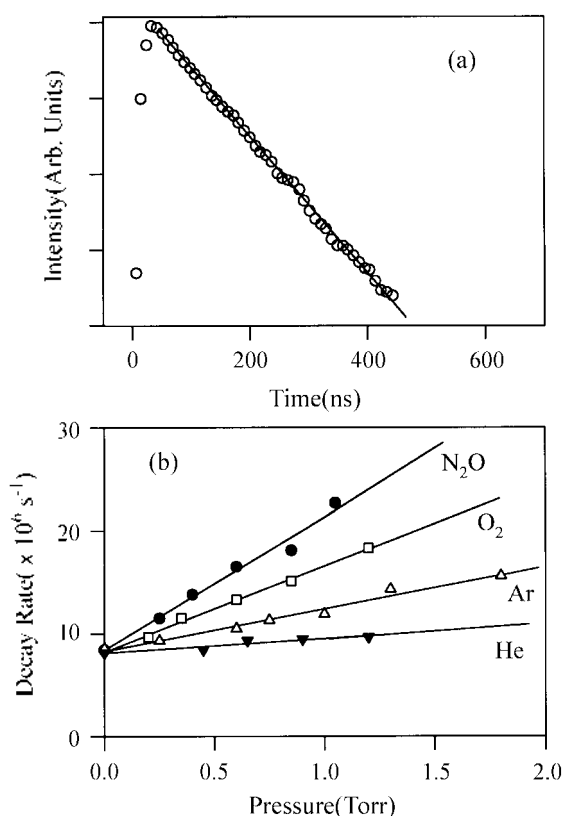 (a)
Intensity(Arb. Units)
0
200
400
600
Time(ns)
(b)
30
20
10
0
Decay Rate( x 10⁶ s⁻¹)
N₂O
O₂
Ar
He
0.0
0.5
1.0
1.5
2.0
Pressure(Torr)